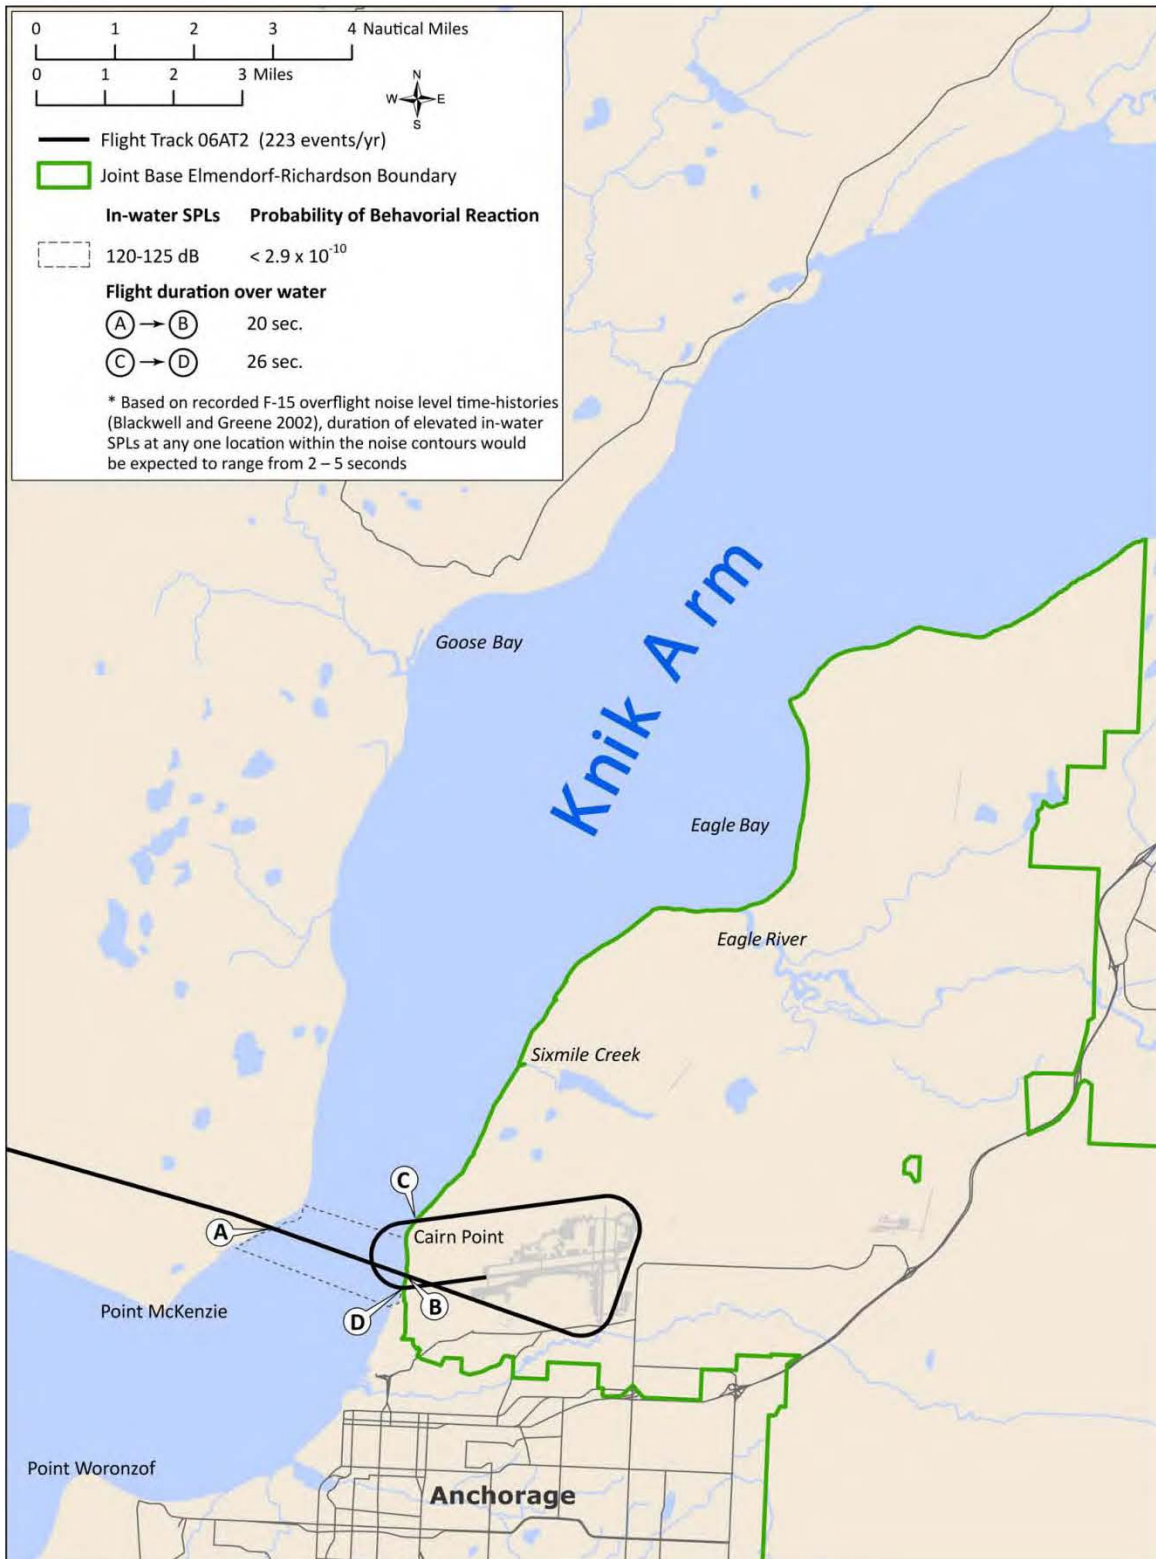 0 1 2 3 4 Nautical Miles
0 1 2 3 Miles
N
W E
S
Flight Track 06AT2 (223 events/yr)
Joint Base Elmendorf-Richardson Boundary
In-water SPLs Probability of Behavorial Reaction
120-125 dB < 2.9 x 10⁻¹⁰
Flight duration over water
A → B 20 sec.
C → D 26 sec.
* Based on recorded F-15 overflight noise level time-histories
(Blackwell and Greene 2002), duration of elevated in-water
SPLs at any one location within the noise contours would
be expected to range from 2 – 5 seconds
Goose Bay
Knik Arm
Eagle Bay
Eagle River
Sixmile Creek
C
A
Cairn Point
B
Point McKenzie
D
Point Woronzof
Anchorage